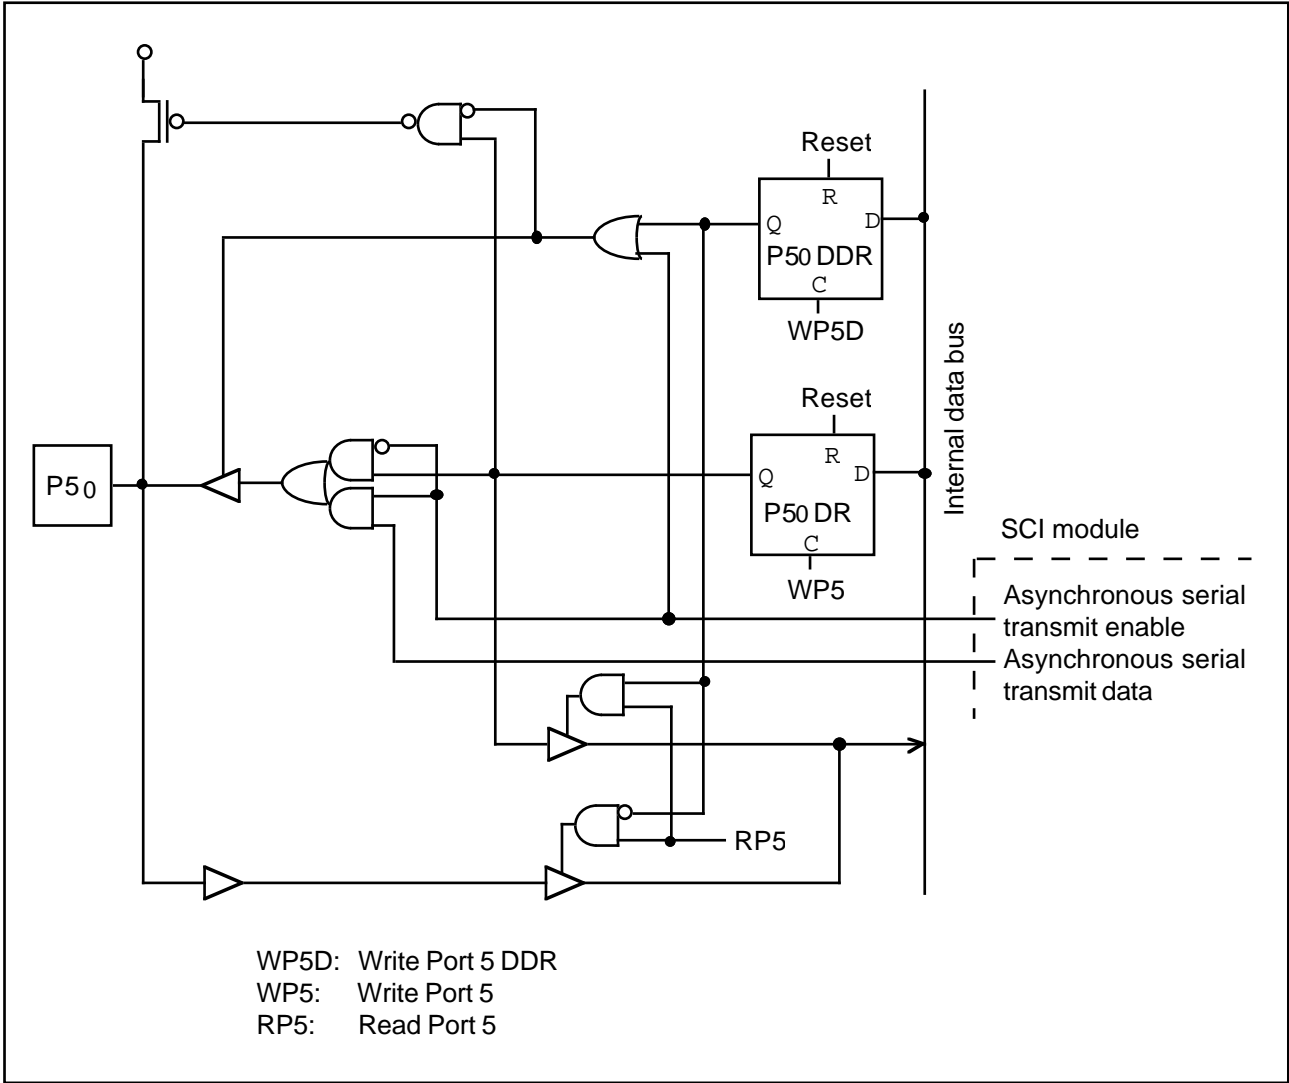 Reset
R
Q
D
P50 DDR
C
WP5D
Internal data bus
Reset
R
Q
D
P50 DR
C
WP5
P50
SCI module
Asynchronous serial
transmit enable
Asynchronous serial
transmit data
RP5
WP5D: Write Port 5 DDR
WP5: Write Port 5
RP5: Read Port 5